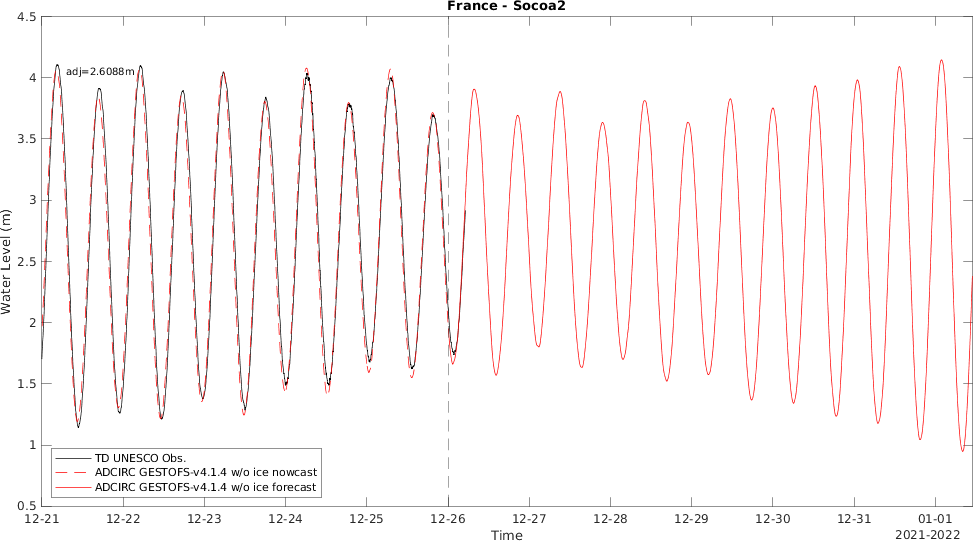 France - Socoa2
4.5
4
3.5
3
2.5
2
1.5
1
0.5
Water Level (m)
adj=2.6088m
TD UNESCO Obs.
ADCIRC GESTOFS-v4.1.4 w/o ice nowcast
ADCIRC GESTOFS-v4.1.4 w/o ice forecast
12-21 12-22 12-23 12-24 12-25 12-26 12-27 12-28 12-29 12-30 12-31 01-01
Time
2021-2022